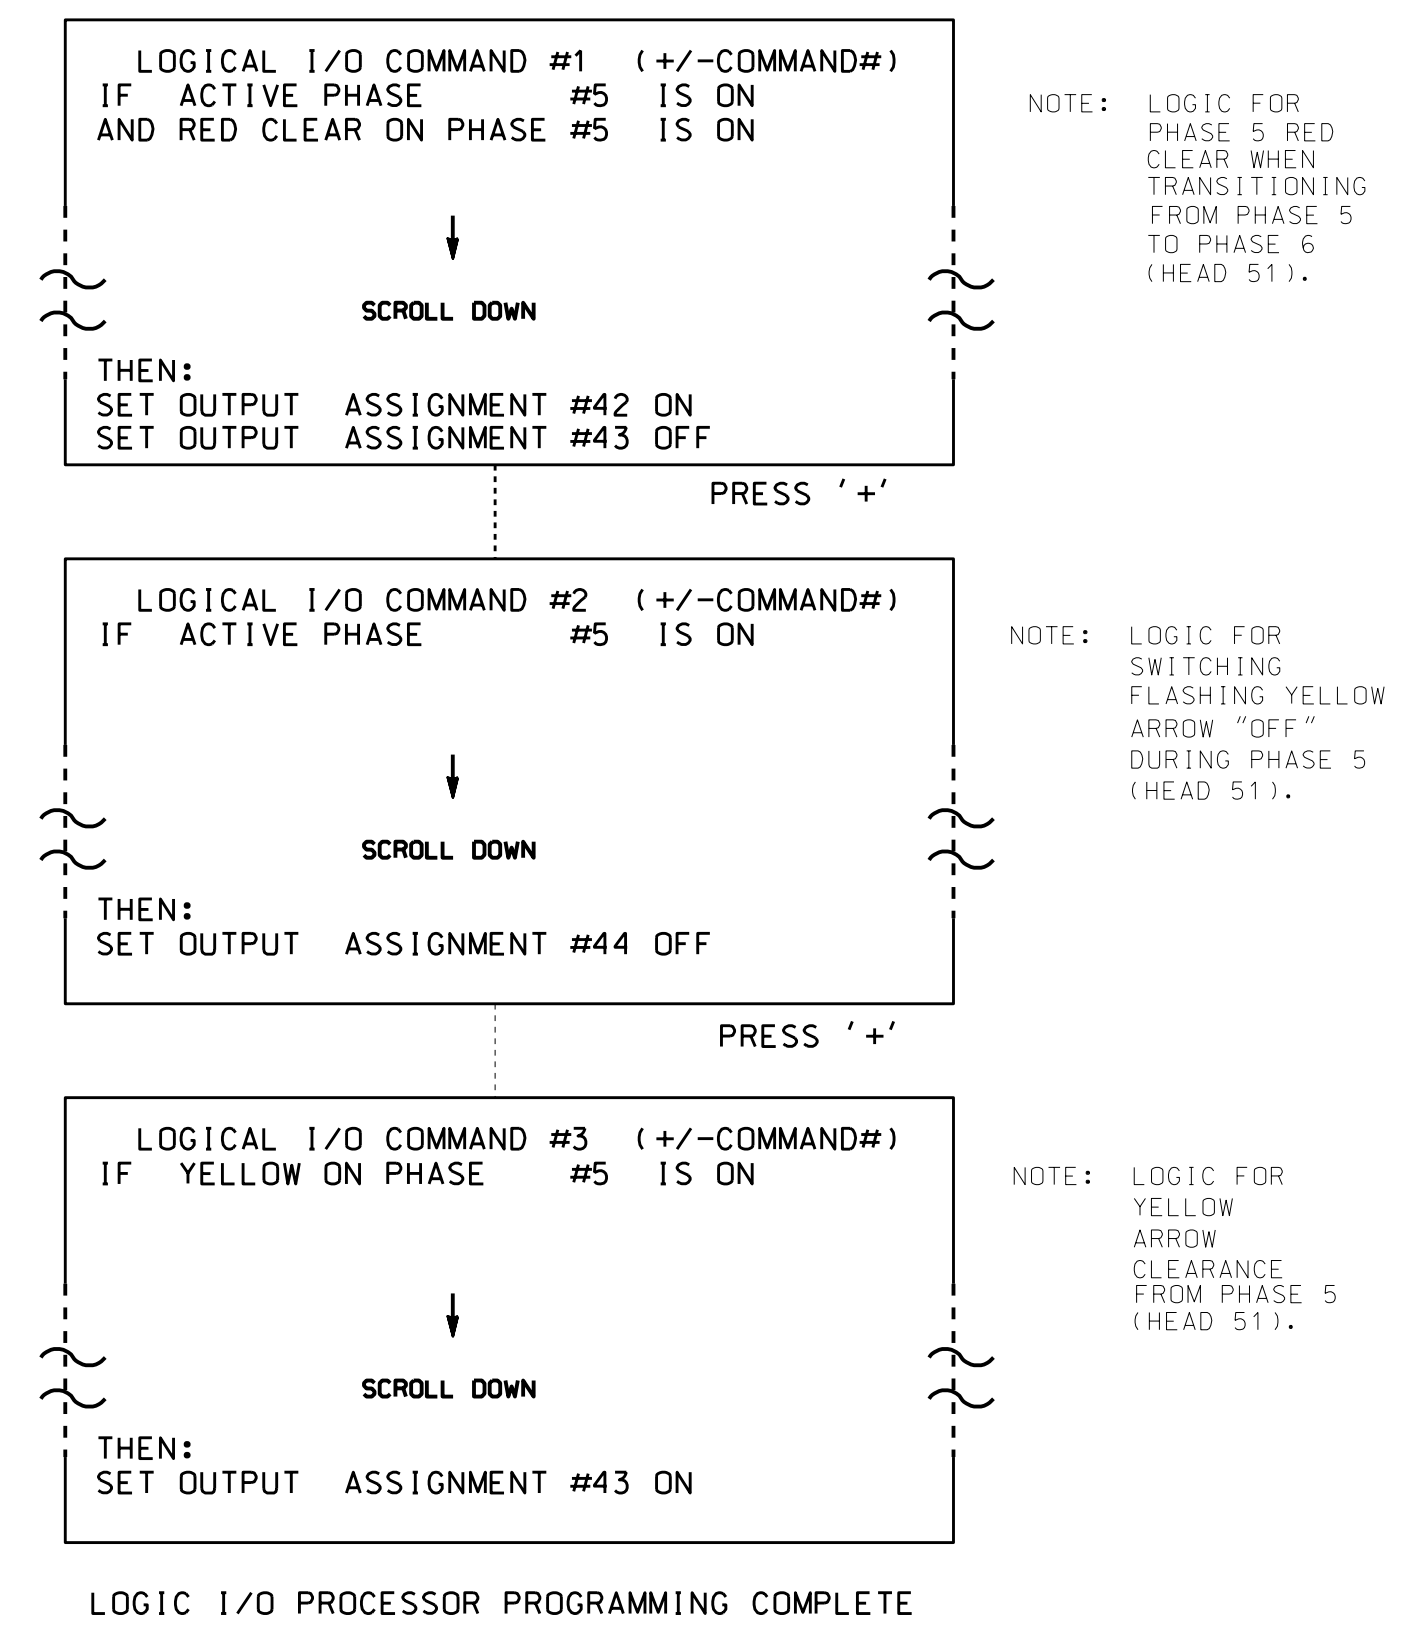 LOGICAL I/O COMMAND #1 (+/-COMMAND#)
IF ACTIVE PHASE #5 IS ON
AND RED CLEAR ON PHASE #5 IS ON
SCROLL DOWN
THEN:
SET OUTPUT ASSIGNMENT #42 ON
SET OUTPUT ASSIGNMENT #43 OFF
NOTE: LOGIC FOR
PHASE 5 RED
CLEAR WHEN
TRANSITIONING
FROM PHASE 5
TO PHASE 6
(HEAD 51).
PRESS '+'
LOGICAL I/O COMMAND #2 (+/-COMMAND#)
IF ACTIVE PHASE #5 IS ON
SCROLL DOWN
THEN:
SET OUTPUT ASSIGNMENT #44 OFF
NOTE: LOGIC FOR
SWITCHING
FLASHING YELLOW
ARROW "OFF"
DURING PHASE 5
(HEAD 51).
PRESS '+'
LOGICAL I/O COMMAND #3 (+/-COMMAND#)
IF YELLOW ON PHASE #5 IS ON
SCROLL DOWN
THEN:
SET OUTPUT ASSIGNMENT #43 ON
NOTE: LOGIC FOR
YELLOW
ARROW
CLEARANCE
FROM PHASE 5
(HEAD 51).
LOGIC I/O PROCESSOR PROGRAMMING COMPLETE